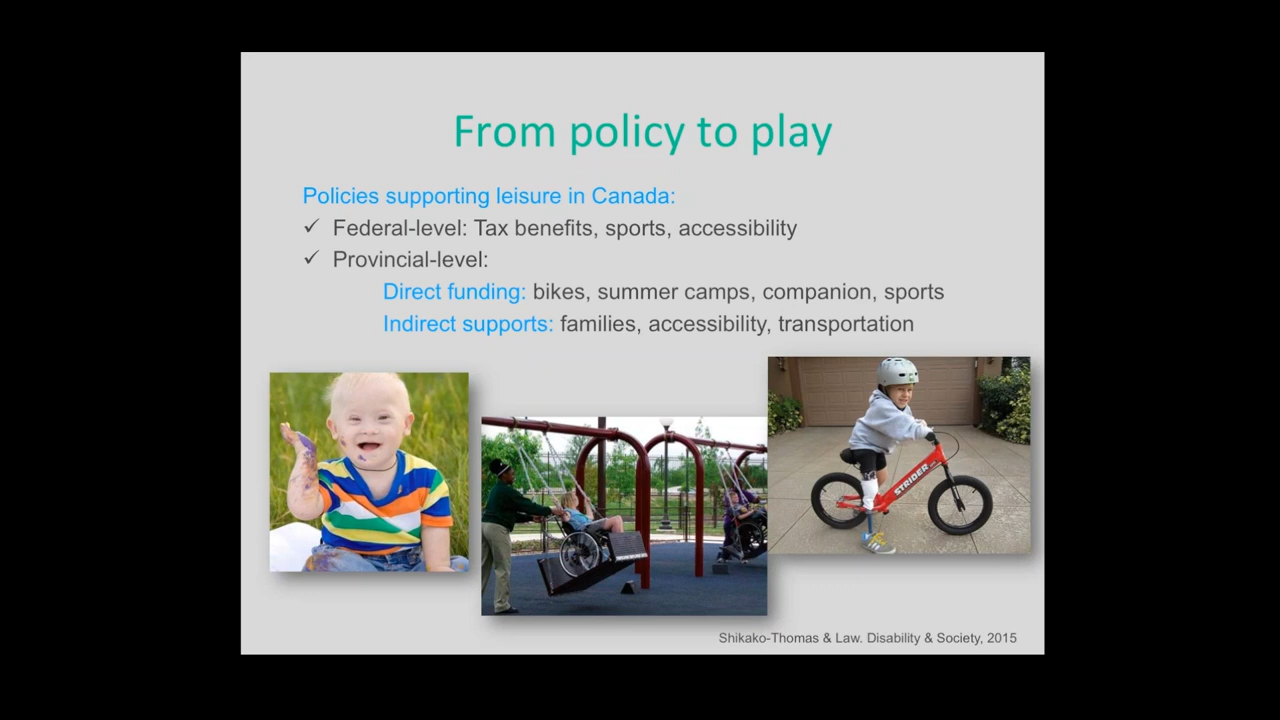 From policy to play
Policies supporting leisure in Canada:
✓ Federal-level: Tax benefits, sports, accessibility
✓ Provincial-level:
Direct funding: bikes, summer camps, companion, sports
Indirect supports: families, accessibility, transportation
STRIDER
Shikako-Thomas & Law. Disability & Society, 2015